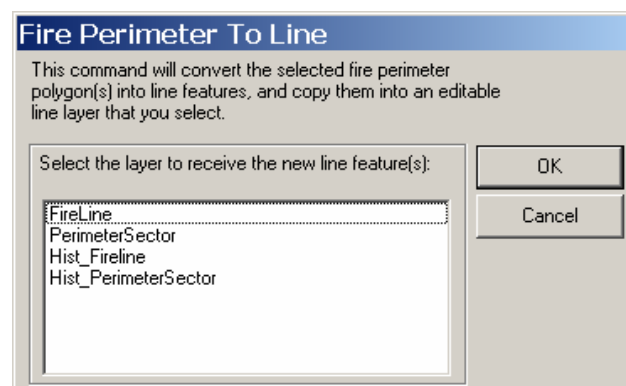 Fire Perimeter To Line
This command will convert the selected fire perimeter
polygon(s) into line features, and copy them into an editable
line layer that you select.
Select the layer to receive the new line feature(s):
FireLine
PerimeterSector
Hist_Fireline
Hist_PerimeterSector
OK
Cancel